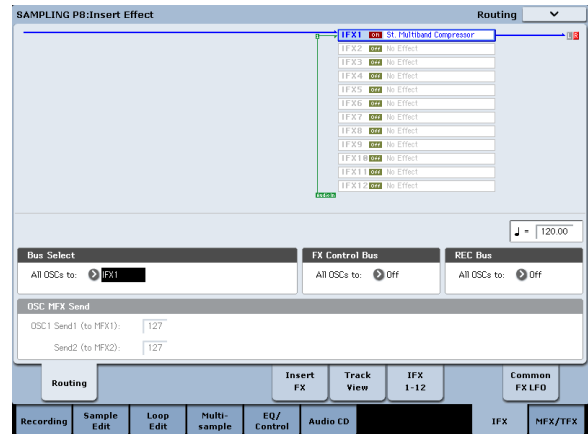 SAMPLING P8:Insert Effect Routing
IFX1 On St. Multiband Compressor L R
IFX2 Off No Effect
IFX3 Off No Effect
IFX4 Off No Effect
IFX5 Off No Effect
IFX6 Off No Effect
IFX7 Off No Effect
IFX8 Off No Effect
IFX9 Off No Effect
IFX10 Off No Effect
IFX11 Off No Effect
IFX12 Off No Effect
♩ = 120.00
Bus Select FX Control Bus REC Bus
All OSCs to: IFX1 All OSCs to: Off All OSCs to: Off
OSC MFX Send
OSC1 Send1 (to MFX1): 127
Send2 (to MFX2): 127
Routing Insert FX Track View IFX 1-12 Common FX LFO
Recording Sample Edit Loop Edit Multi-sample EQ/Control Audio CD IFX MFX/TFX